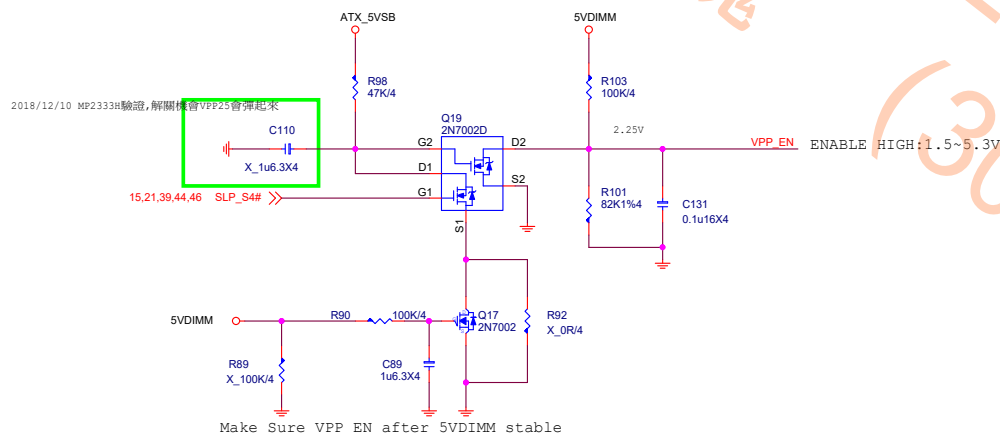 ATX_5VSB
5VDIMM
R98
47K/4
R103
100K/4
2018/12/10 MP2333H驗證,解關機會VPP25會彈起來
C110
X_1u6.3X4
Q19
2N7002D
G2
D2
D1
S2
G1
S1
2.25V
VPP_EN
ENABLE HIGH:1.5~5.3V
15,21,39,44,46 SLP_S4#
R101
82K1%4
C131
0.1u16X4
5VDIMM
R90
100K/4
Q17
2N7002
R92
X_0R/4
R89
X_100K/4
C89
1u6.3X4
Make Sure VPP EN after 5VDIMM stable
(30